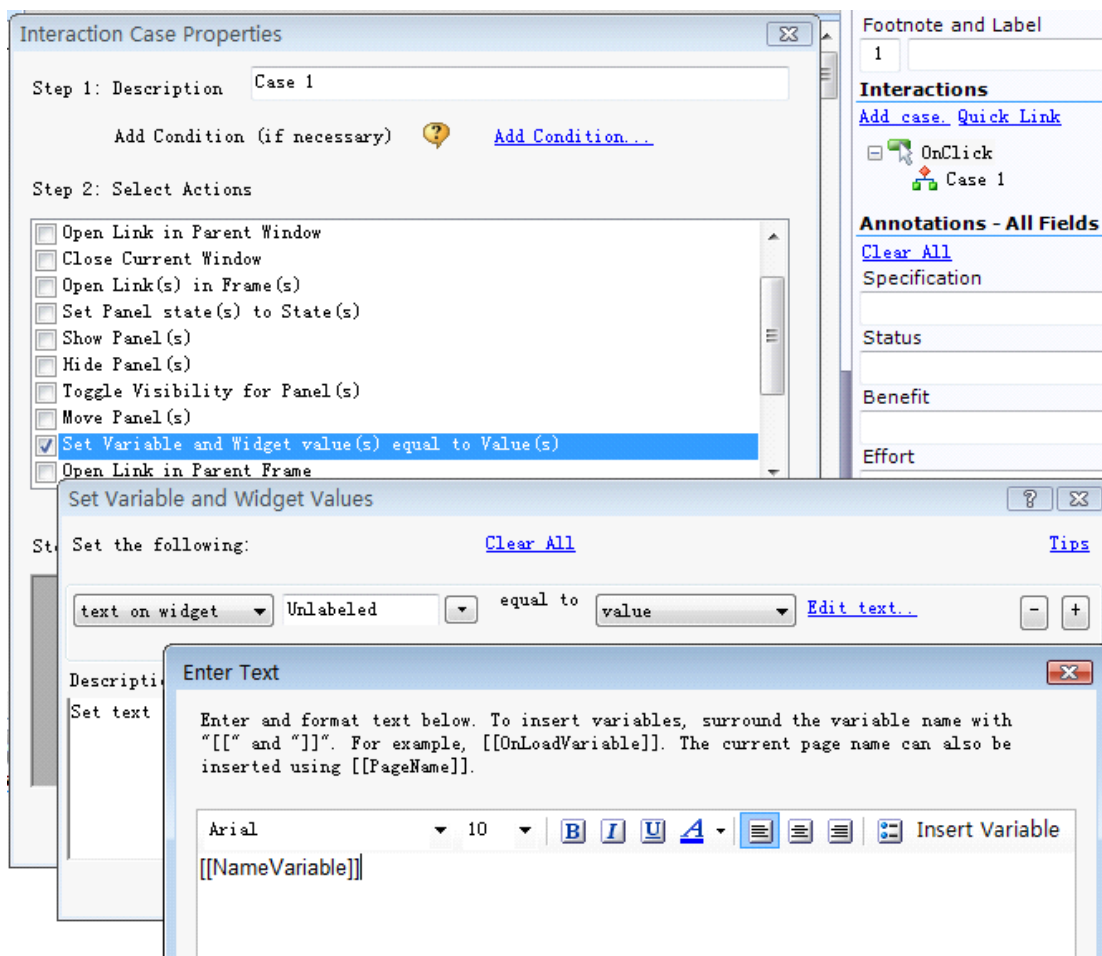 Interaction Case Properties
Step 1: Description
Case 1
Add Condition (if necessary)
Add Condition...
Step 2: Select Actions
Open Link in Parent Window
Close Current Window
Open Link(s) in Frame(s)
Set Panel state(s) to State(s)
Show Panel(s)
Hide Panel(s)
Toggle Visibility for Panel(s)
Move Panel(s)
Set Variable and Widget value(s) equal to Value(s)
Open Link in Parent Frame
Footnote and Label
1
Interactions
Add case. Quick Link
OnClick
Case 1
Annotations - All Fields
Clear All
Specification
Status
Benefit
Effort
Set Variable and Widget Values
Set the following:
Clear All
Tips
text on widget
Unlabeled
equal to
value
Edit text..
Set text
Enter Text
Enter and format text below. To insert variables, surround the variable name with
"[[" and "]]". For example, [[OnLoadVariable]]. The current page name can also be
inserted using [[PageName]].
Arial
10
B I U A
Insert Variable
[[NameVariable]]